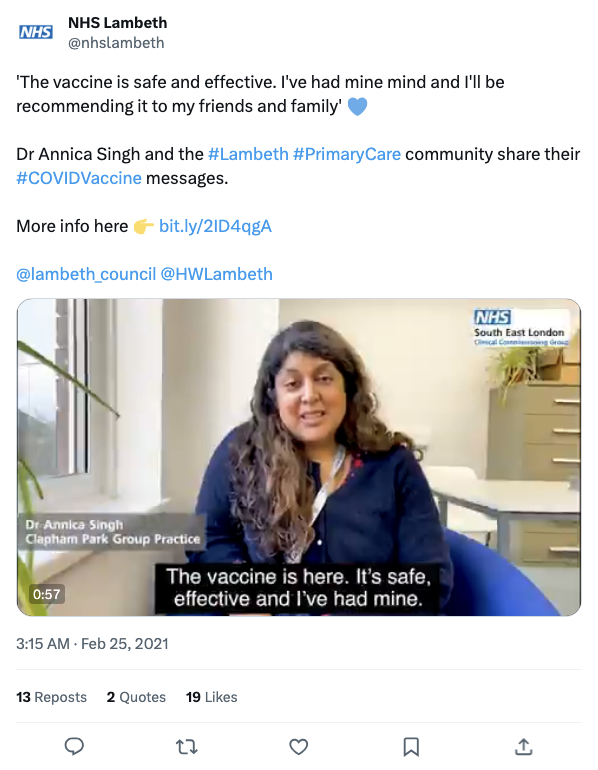 NHS
NHS Lambeth
@nhslambeth
'The vaccine is safe and effective. I've had mine mind and I'll be
recommending it to my friends and family' 💙
Dr Annica Singh and the #Lambeth #PrimaryCare community share their
#COVIDVaccine messages.
More info here 👉 bit.ly/2ID4qgA
@lambeth_council @HWLambeth
NHS
South East London
Clinical Commissioning Group
Dr Annica Singh
Clapham Park Group Practice
The vaccine is here. It's safe,
effective and I've had mine.
0:57
3:15 AM · Feb 25, 2021
13 Reposts 2 Quotes 19 Likes